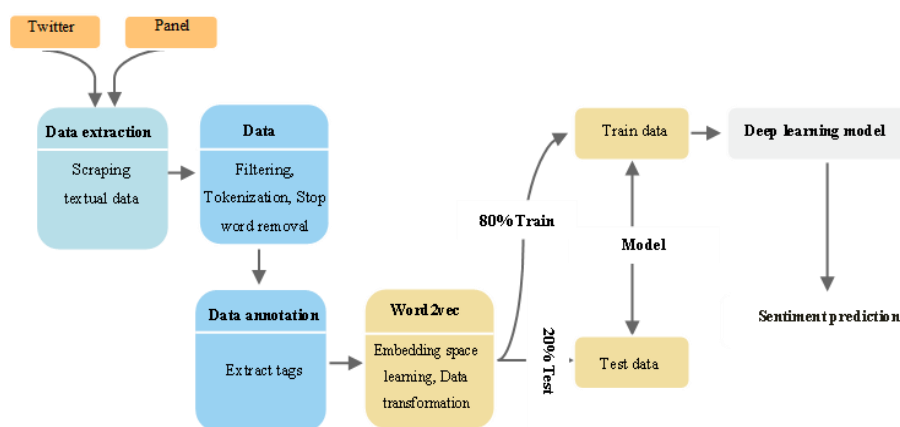 Twitter
Panel
Data extraction
Scraping
textual data
Data
Filtering,
Tokenization, Stop
word removal
Data annotation
Extract tags
Word2vec
Embedding space
learning, Data
transformation
80% Train
20% Test
Train data
Model
Test data
Deep learning model
Sentiment prediction